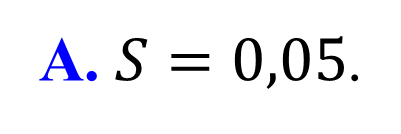 A. S = 0,05.